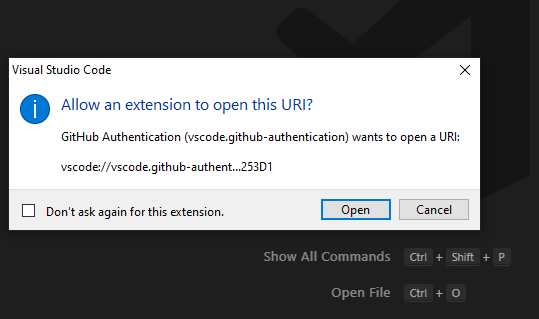 Visual Studio Code
Allow an extension to open this URI?
GitHub Authentication (vscode.github-authentication) wants to open a URI:
vscode://vscode.github-authent...253D1
Don't ask again for this extension.
Open
Cancel
Show All Commands Ctrl + Shift + P
Open File Ctrl + O